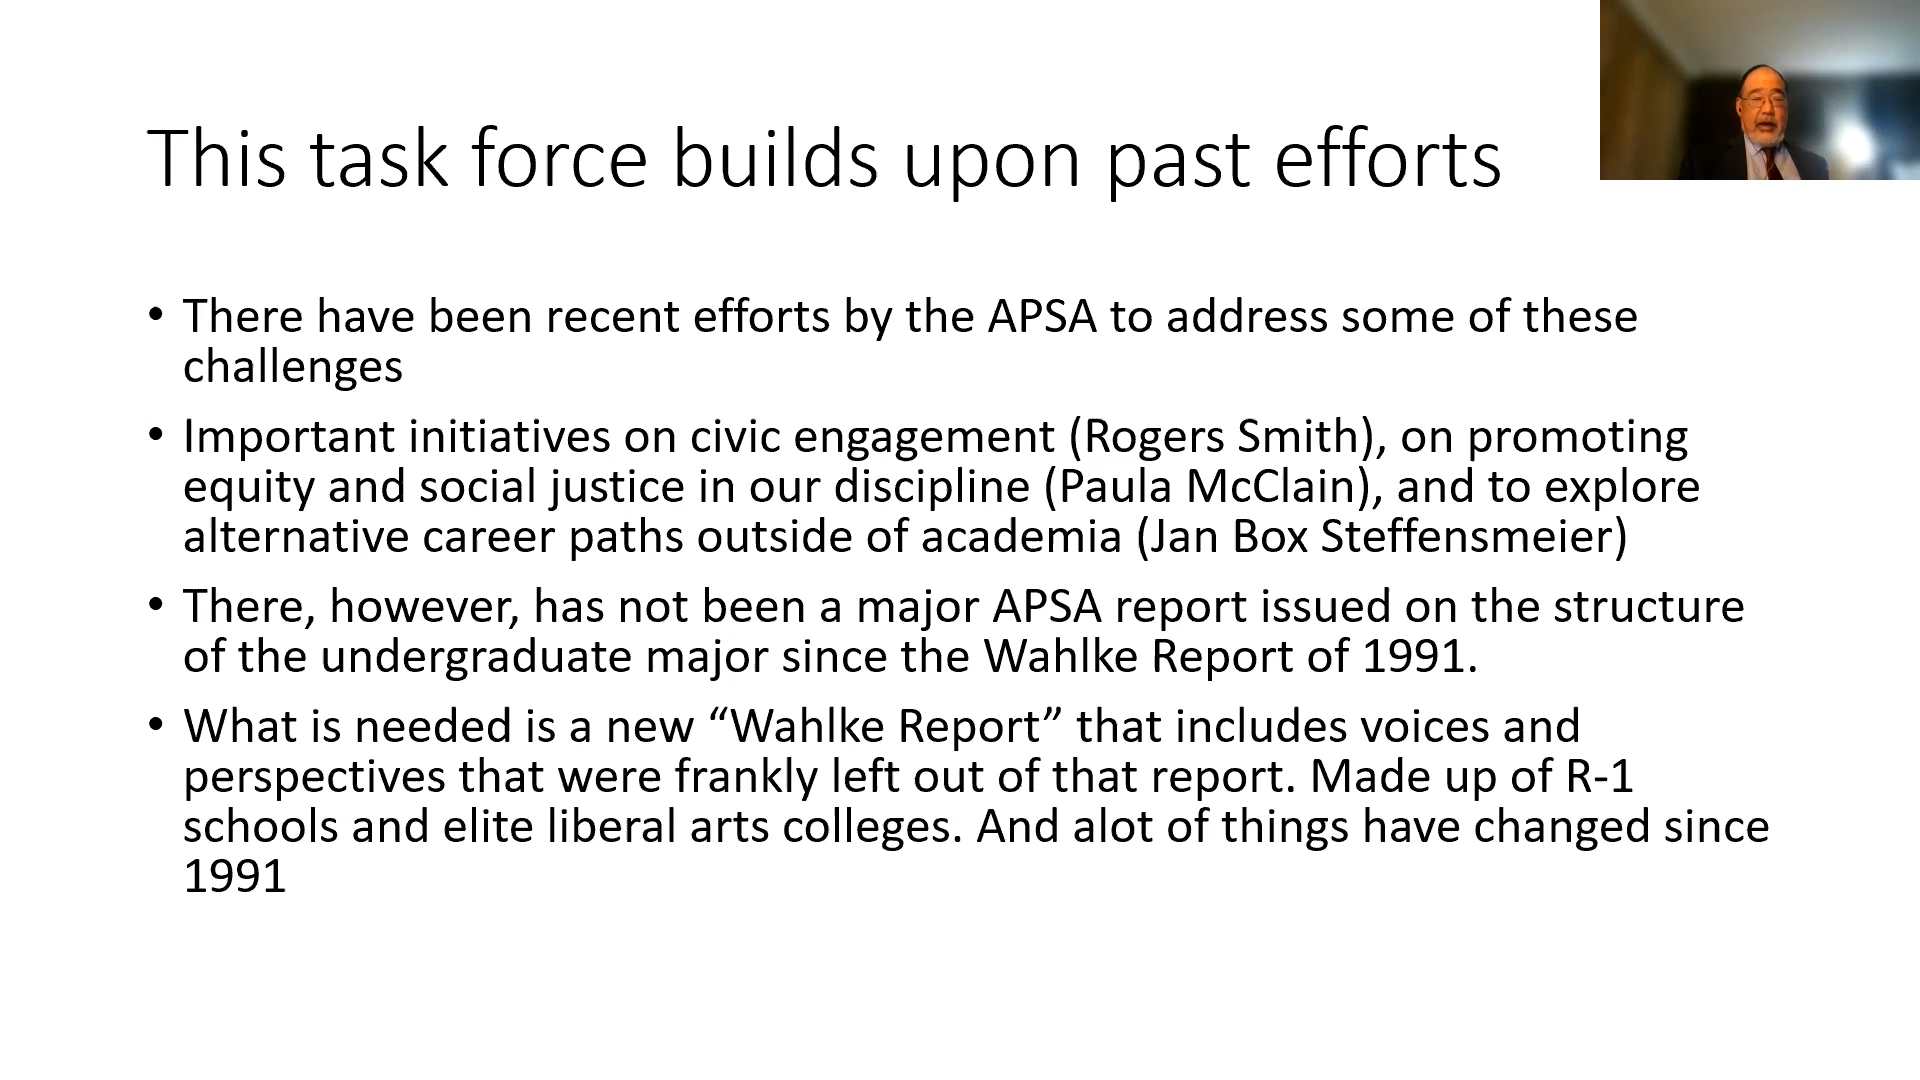 This task force builds upon past efforts
• There have been recent efforts by the APSA to address some of these
challenges
• Important initiatives on civic engagement (Rogers Smith), on promoting
equity and social justice in our discipline (Paula McClain), and to explore
alternative career paths outside of academia (Jan Box Steffensmeier)
• There, however, has not been a major APSA report issued on the structure
of the undergraduate major since the Wahlke Report of 1991.
• What is needed is a new “Wahlke Report” that includes voices and
perspectives that were frankly left out of that report. Made up of R-1
schools and elite liberal arts colleges. And alot of things have changed since
1991